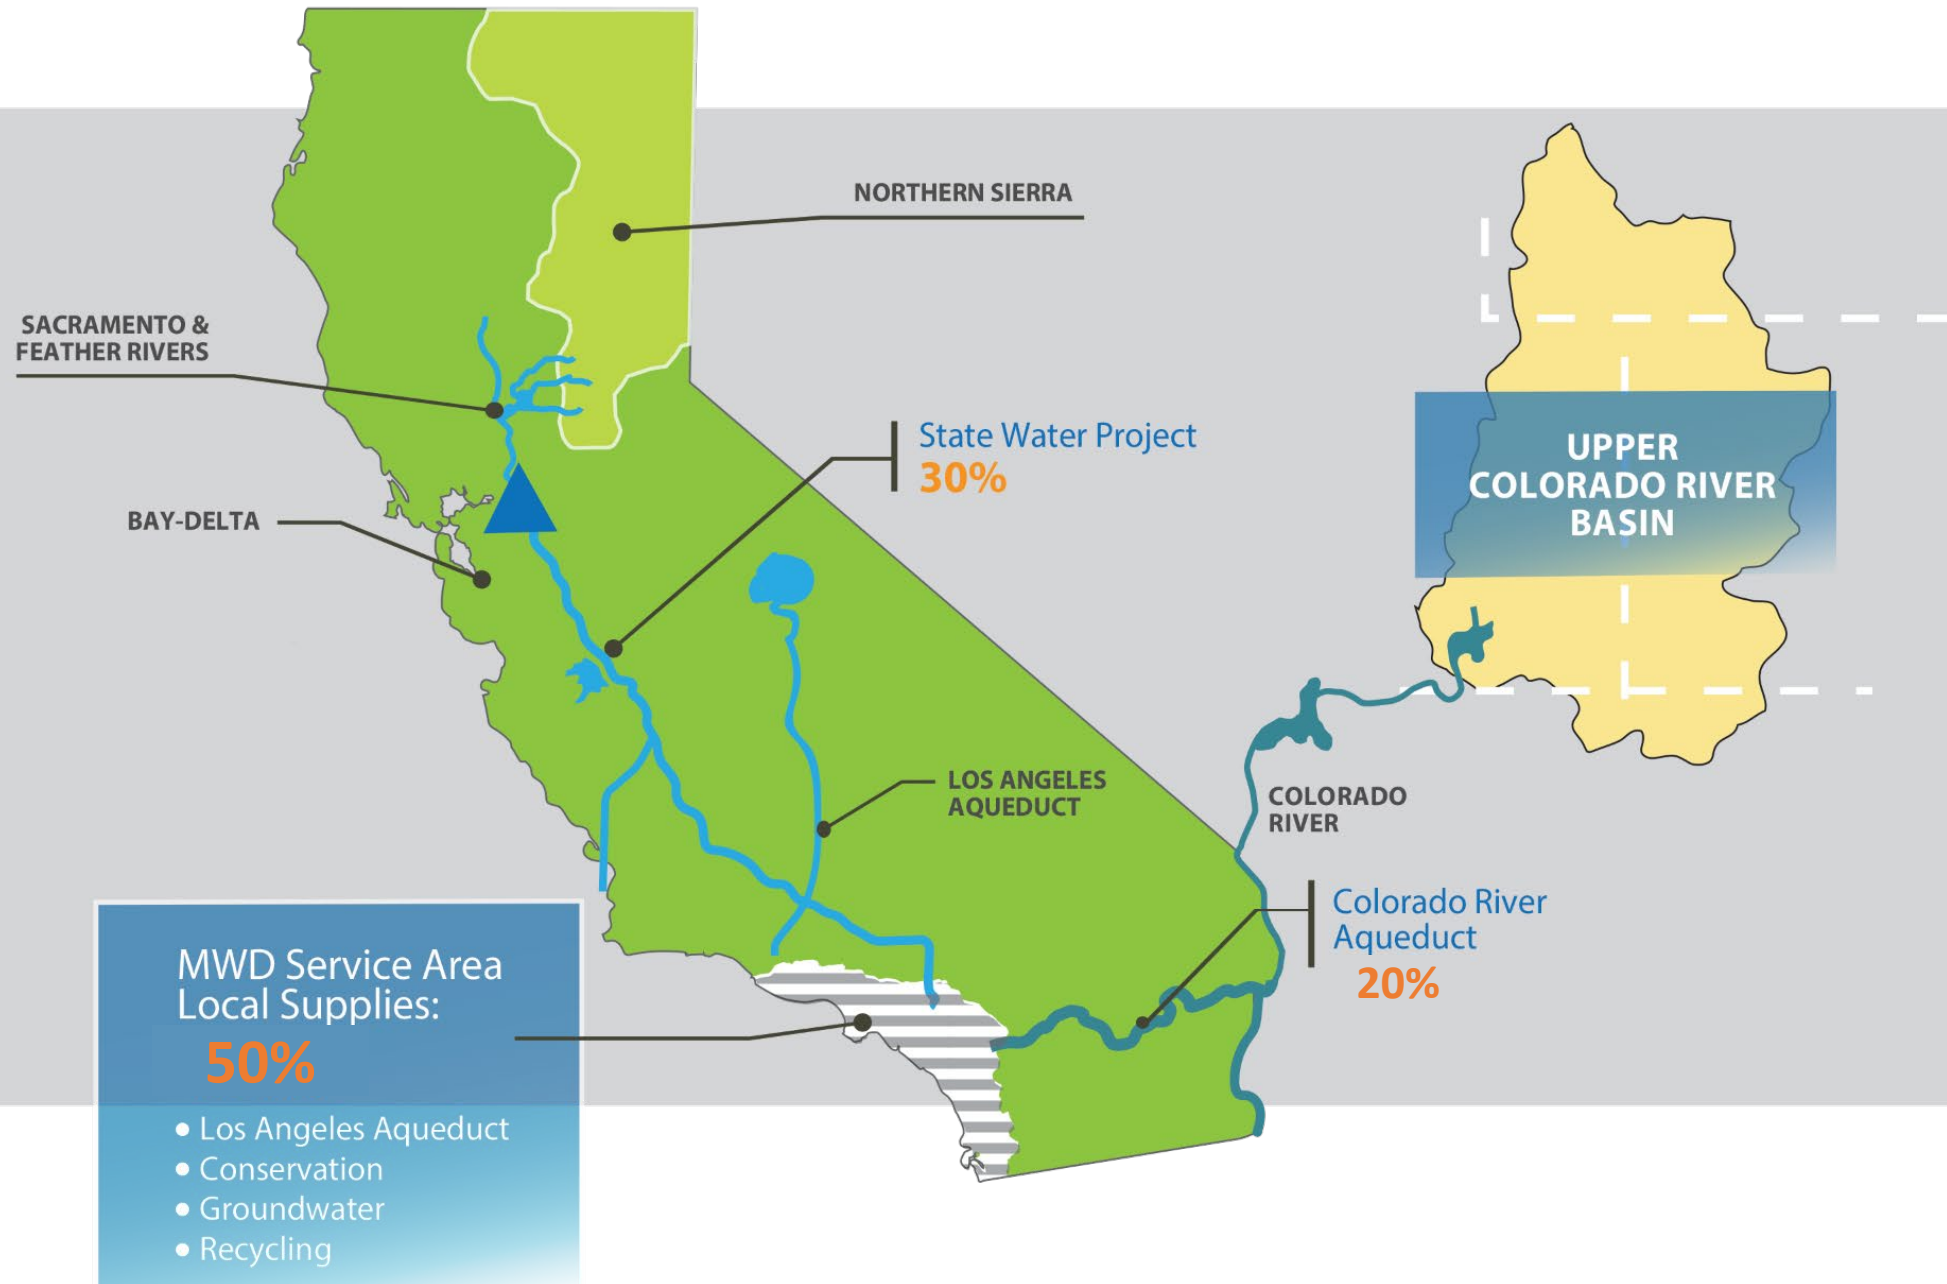 NORTHERN SIERRA
SACRAMENTO &
FEATHER RIVERS
State Water Project
30%
UPPER
COLORADO RIVER
BASIN
BAY-DELTA
LOS ANGELES
AQUEDUCT
COLORADO
RIVER
Colorado River
Aqueduct
20%
MWD Service Area
Local Supplies:
50%
• Los Angeles Aqueduct
• Conservation
• Groundwater
• Recycling